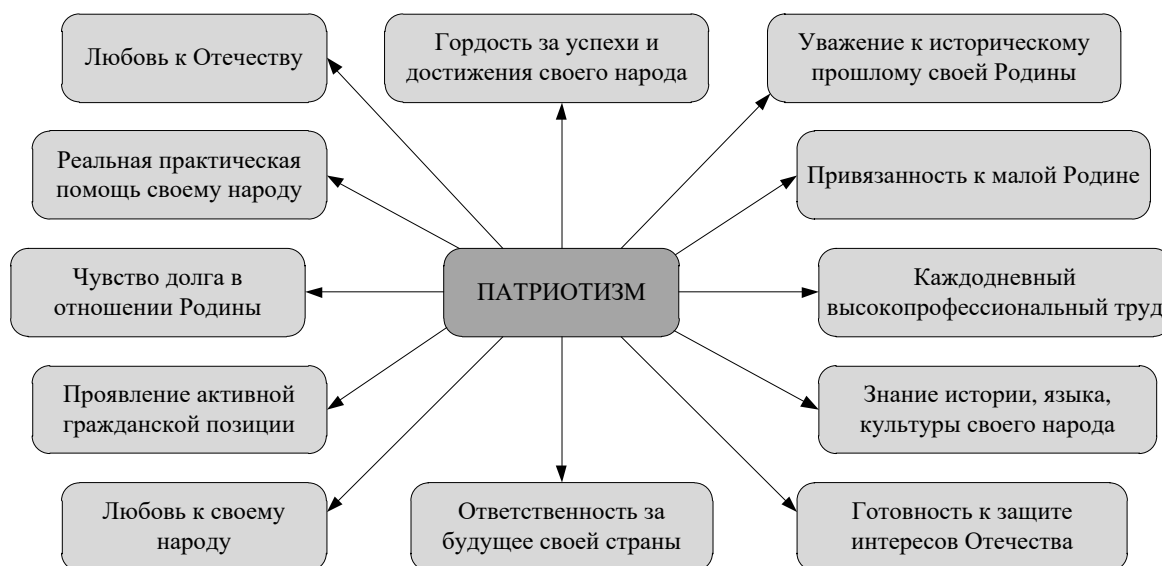 Любовь к Отечеству
Гордость за успехи и
достижения своего народа
Уважение к историческому
прошлому своей Родины
Реальная практическая
помощь своему народу
Привязанность к малой Родине
Чувство долга в
отношении Родины
ПАТРИОТИЗМ
Каждодневный
высокопрофессиональный труд
Проявление активной
гражданской позиции
Знание истории, языка,
культуры своего народа
Любовь к своему
народу
Ответственность за
будущее своей страны
Готовность к защите
интересов Отечества